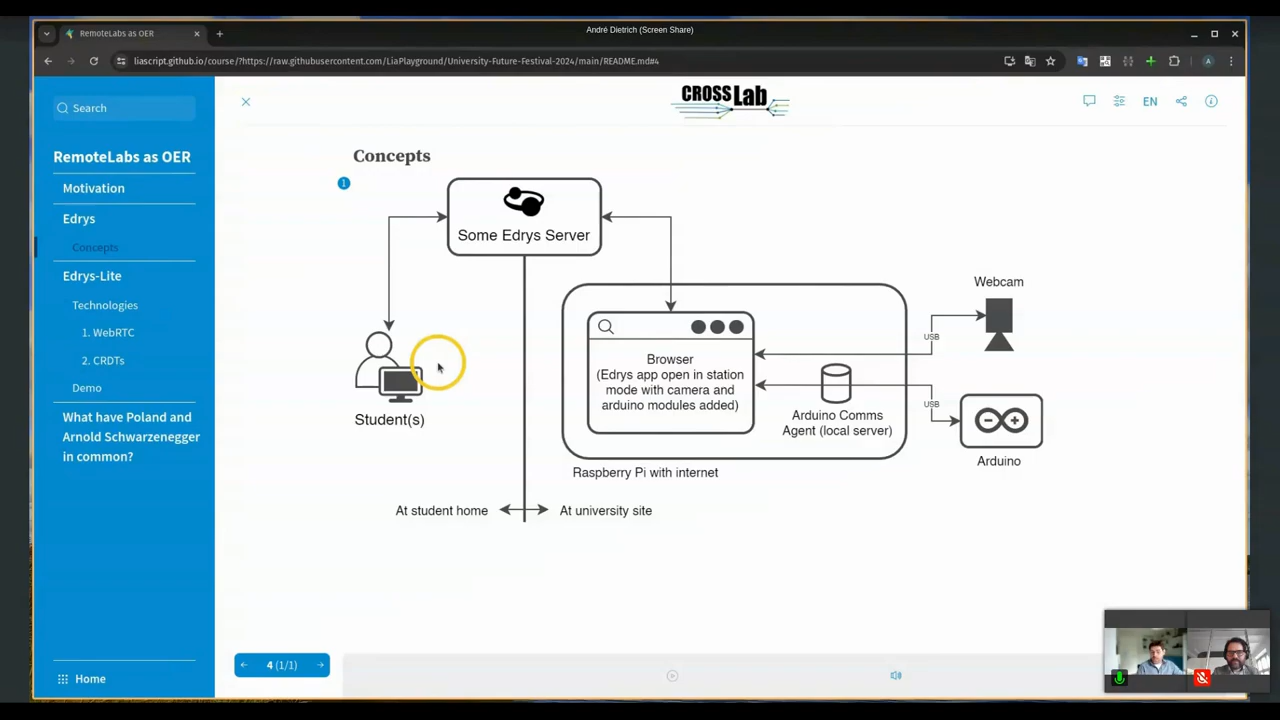 André Dietrich (Screen Share)
RemoteLabs as OER
liascript.github.io/course/?https://raw.githubusercontent.com/LiaPlayground/University-Future-Festival-2024/main/README.md#4
A
Search
CROSSLab
EN
RemoteLabs as OER
Motivation
Edrys
Concepts
Edrys-Lite
Technologies
1. WebRTC
2. CRDTs
Demo
What have Poland and
Arnold Schwarzenegger
in common?
Home
Concepts
1
Some Edrys Server
Student(s)
Browser
(Edrys app open in station
mode with camera and
arduino modules added)
Arduino Comms
Agent (local server)
Raspberry Pi with internet
Webcam
USB
USB
Arduino
At student home
At university site
4 (1/1)